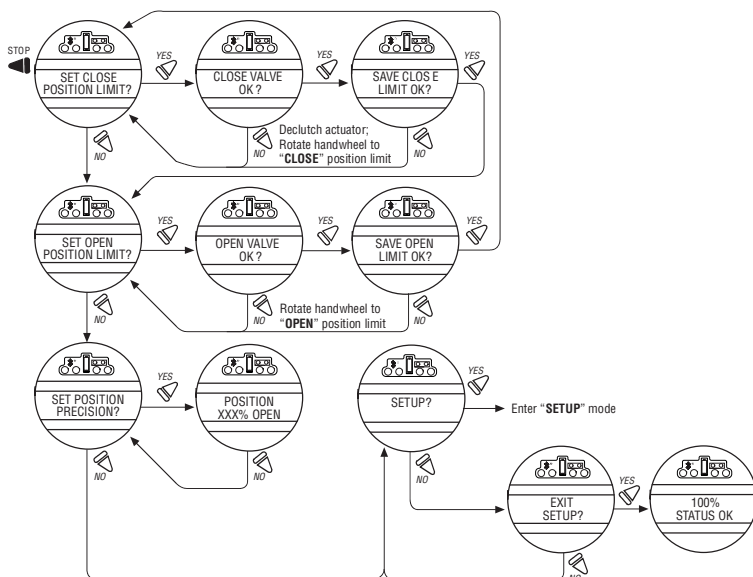 STOP
SET CLOSE
POSITION LIMIT?
YES
NO
CLOSE VALVE
OK?
YES
NO
SAVE CLOS E
LIMIT OK?
YES
NO
Declutch actuator;
Rotate handwheel to
“CLOSE” position limit
SET OPEN
POSITION LIMIT?
YES
NO
OPEN VALVE
OK?
YES
NO
SAVE OPEN
LIMIT OK?
YES
NO
Rotate handwheel to
“OPEN” position limit
SET POSITION
PRECISION?
YES
NO
POSITION
XXX% OPEN
NO
SETUP?
YES
Enter “SETUP” mode
NO
EXIT
SETUP?
YES
NO
100%
STATUS OK